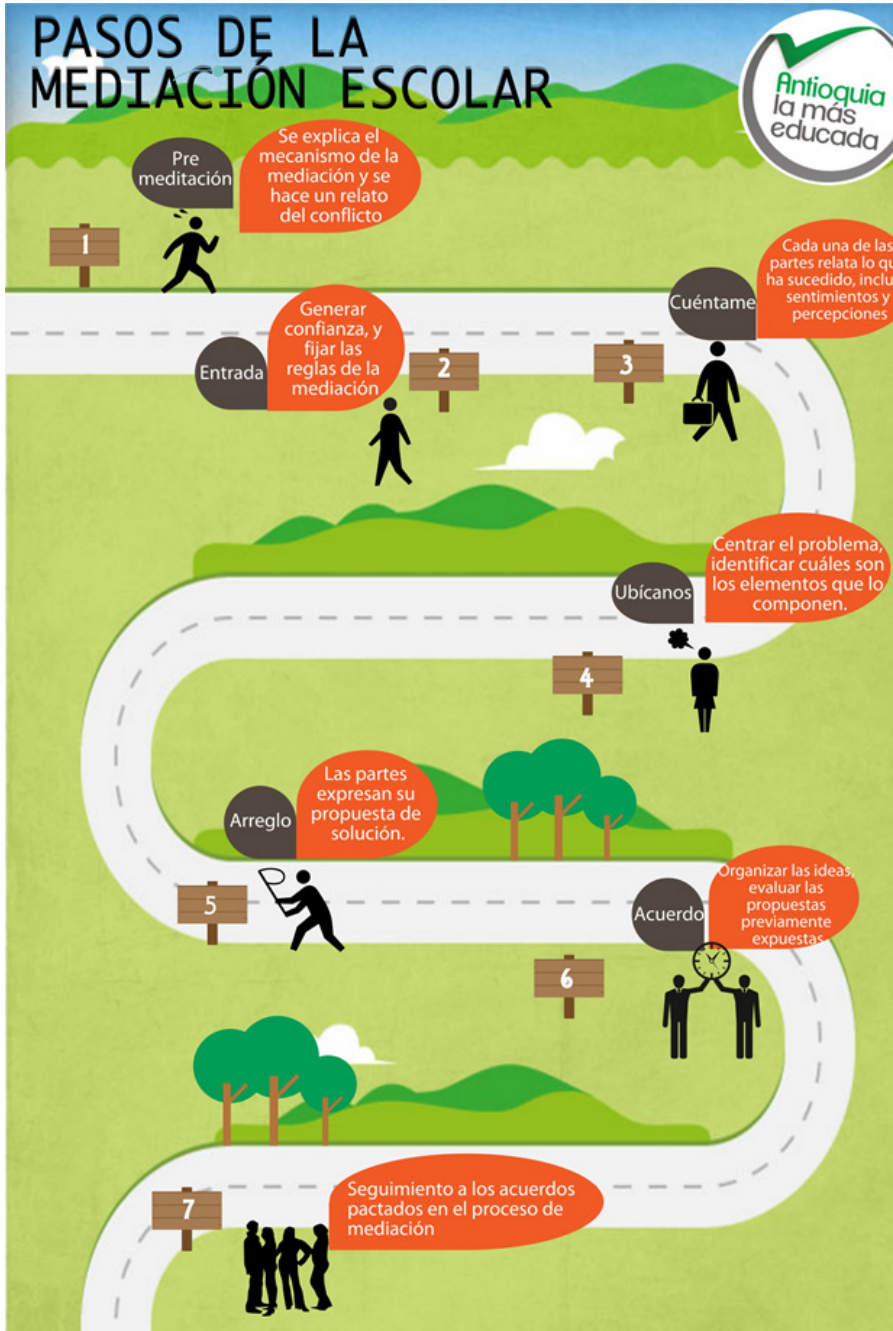 PASOS DE LA
MEDIACIÓN ESCOLAR
Antioquia
la más
educada
1
Pre
meditación
Se explica el
mecanismo de la
mediación y se
hace un relato
del conflicto
Entrada
Generar
confianza, y
fijar las
reglas de la
mediación
2
3
Cuéntame
Cada una de las
partes relata lo qu
ha sucedido, inclu
sentimientos y
percepciones
Ubícanos
Centrar el problema,
identificar cuáles son
los elementos que lo
componen.
4
5
Arreglo
Las partes
expresan su
propuesta de
solución.
6
Acuerdo
Organizar las ideas,
evaluar las
propuestas
previamente
expuestas
7
Seguimiento a los acuerdos
pactados en el proceso de
mediación